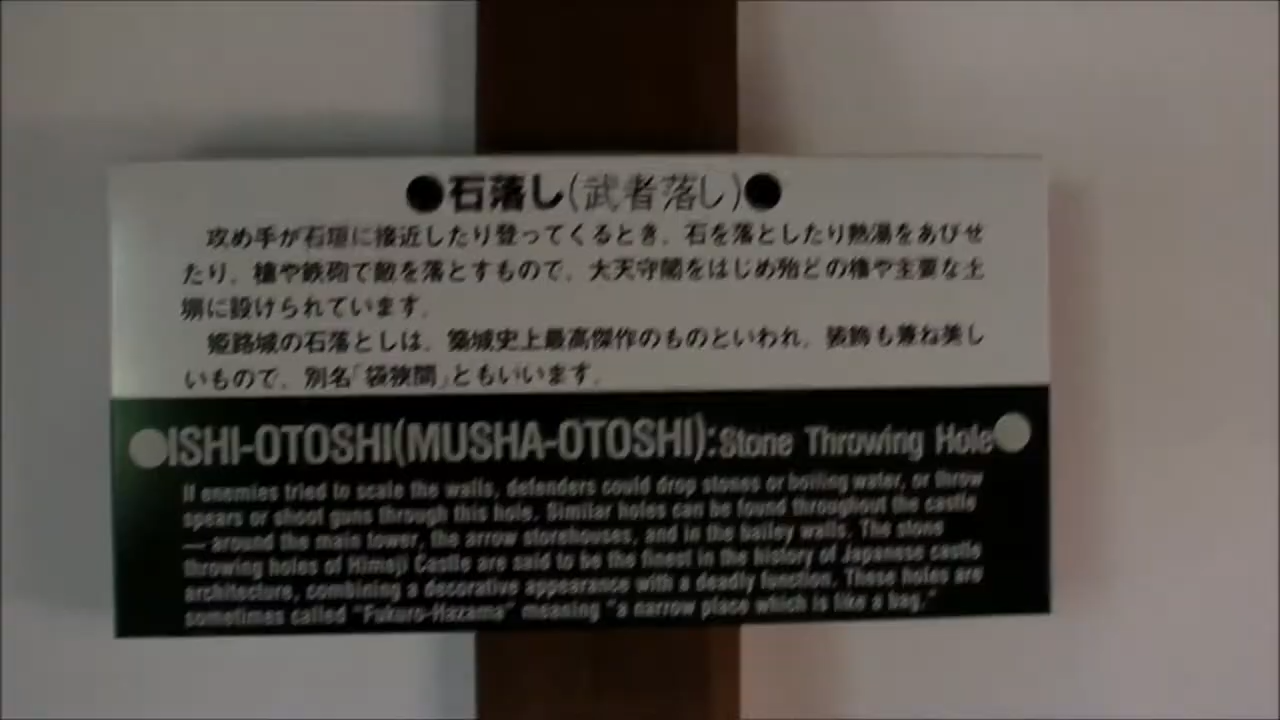 ●石落し(武者落し)●
攻め手が石垣に接近したり登ってくるとき、石を落としたり熱湯をあびせ
たり、槍や鉄砲で敵を落とすもので、大天守閣をはじめ殆どの櫓や主要な土
塀に設けられています。
姫路城の石落としは、築城史上最高傑作のものといわれ、装飾も兼ね美し
いもので、別名「袋狭間」ともいいます。
●ISHI-OTOSHI(MUSHA-OTOSHI):Stone Throwing Hole●
If enemies tried to scale the walls, defenders could drop stones or boiling water, or throw
spears or shoot guns through this hole. Similar holes can be found throughout the castle
— around the main tower, the arrow storehouses, and in the bailey walls. The stone
throwing holes of Himeji Castle are said to be the finest in the history of Japanese castle
architecture, combining a decorative appearance with a deadly function. These holes are
sometimes called "Fukuro-Hazama" meaning "a narrow place which is like a bag."